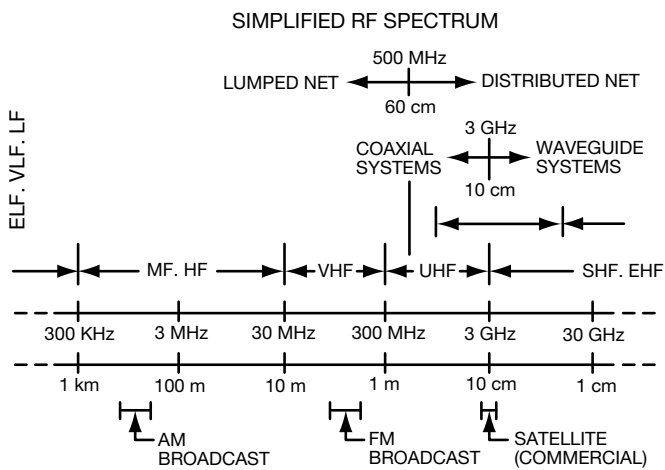 SIMPLIFIED RF SPECTRUM
500 MHz
LUMPED NET
DISTRIBUTED NET
60 cm
ELF. VLF. LF
3 GHz
COAXIAL
SYSTEMS
WAVEGUIDE
SYSTEMS
10 cm
MF. HF
VHF
UHF
SHF. EHF
300 KHz
3 MHz
30 MHz
300 MHz
3 GHz
30 GHz
1 km
100 m
10 m
1 m
10 cm
1 cm
AM
BROADCAST
FM
BROADCAST
SATELLITE
(COMMERCIAL)